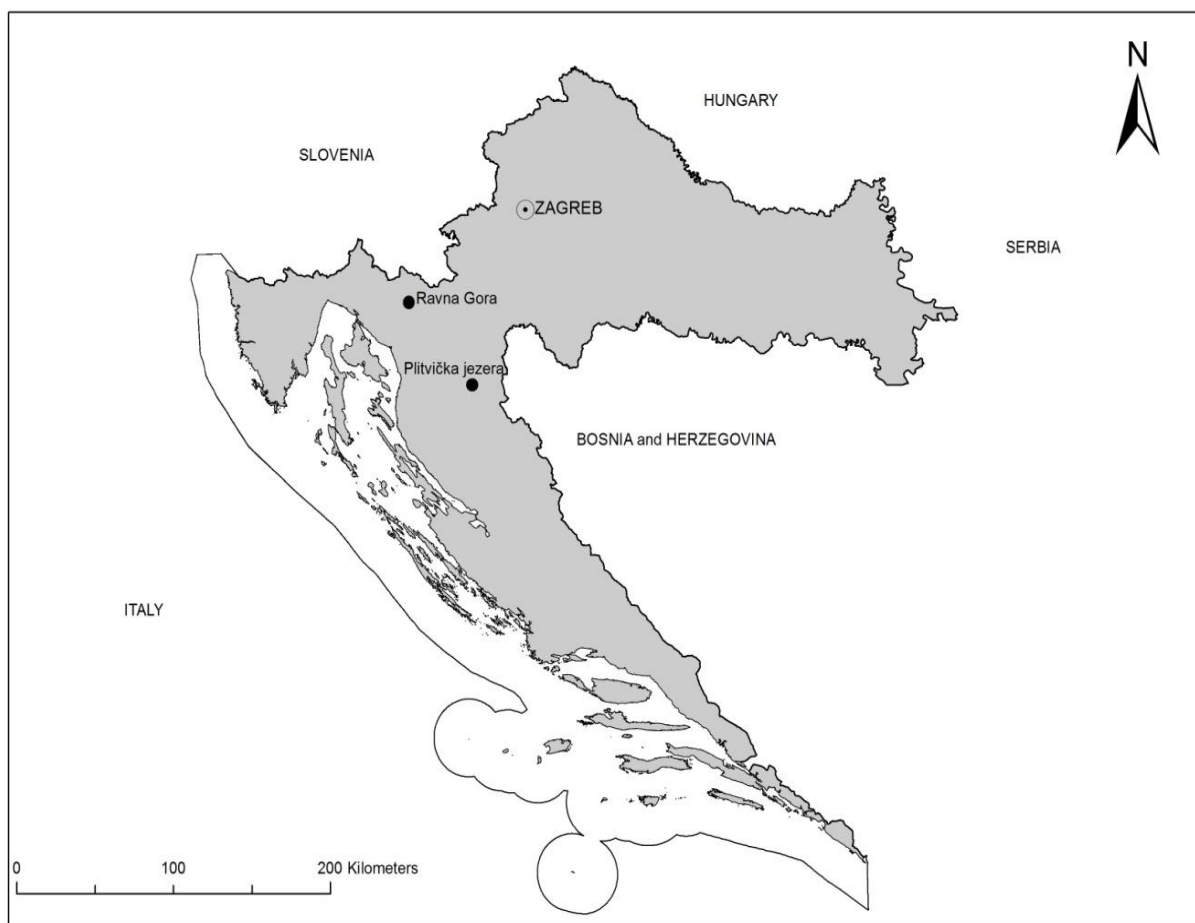 N
HUNGARY
SLOVENIA
ZAGREB
SERBIA
Ravna Gora
Plitvička jezera
BOSNIA and HERZEGOVINA
ITALY
0 100 200 Kilometers